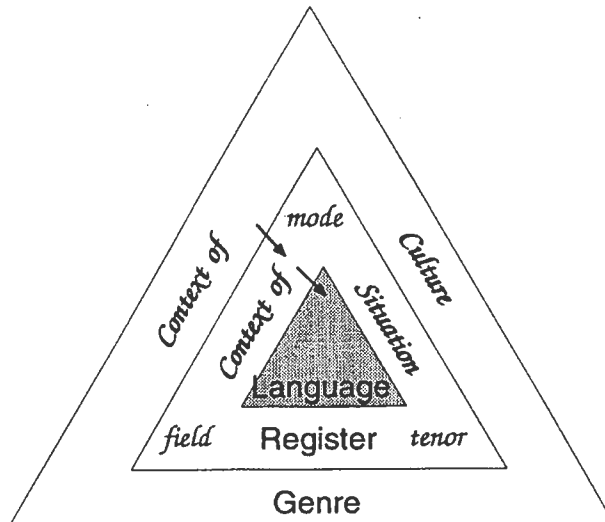 mode
Context of
Culture
Context of
Situation
Language
field
Register
tenor
Genre